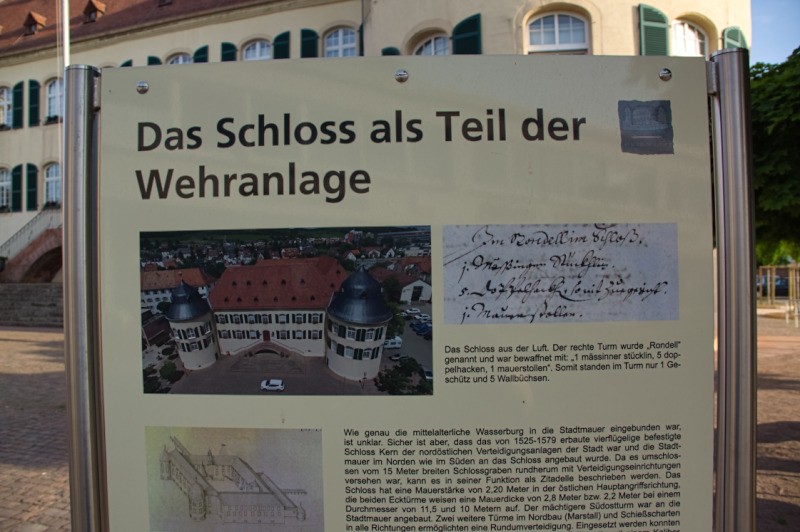 Das Schloss als Teil der
Wehranlage
Im Rondell im Schloß.
Das Schloss aus der Luft. Der rechte Turm wurde „Rondell"
genannt und war bewaffnet mit: „1 mässinner stücklin, 5 dop-
pelhacken, 1 mauerstollen". Somit standen im Turm nur 1 Ge-
schütz und 5 Wallbüchsen.
Wie genau die mittelalterliche Wasserburg in die Stadtmauer eingebunden war,
ist unklar. Sicher ist aber, dass das von 1525-1579 erbaute vierflügelige befestigte
Schloss Kern der nordöstlichen Verteidigungsanlagen der Stadt war und die Stadt-
mauer im Norden wie im Süden an das Schloss angebaut wurde. Da es umschlos-
sen vom 15 Meter breiten Schlossgraben rundherum mit Verteidigungseinrichtungen
versehen war, kann es in seiner Funktion als Zitadelle beschrieben werden. Das
Schloss hat eine Mauerstärke von 2,20 Meter in der östlichen Hauptangriffsrichtung,
die beiden Ecktürme weisen eine Mauerdicke von 2,8 Meter bzw. 2,2 Meter bei einem
Durchmesser von 11,5 und 10 Metern auf. Der mächtigere Südostturm war an die
Stadtmauer angebaut. Zwei weitere Türme im Nordbau (Marstall) und Schießscharten
in alle Richtungen ermöglichten eine Rundumverteidigung. Eingesetzt werden konnten